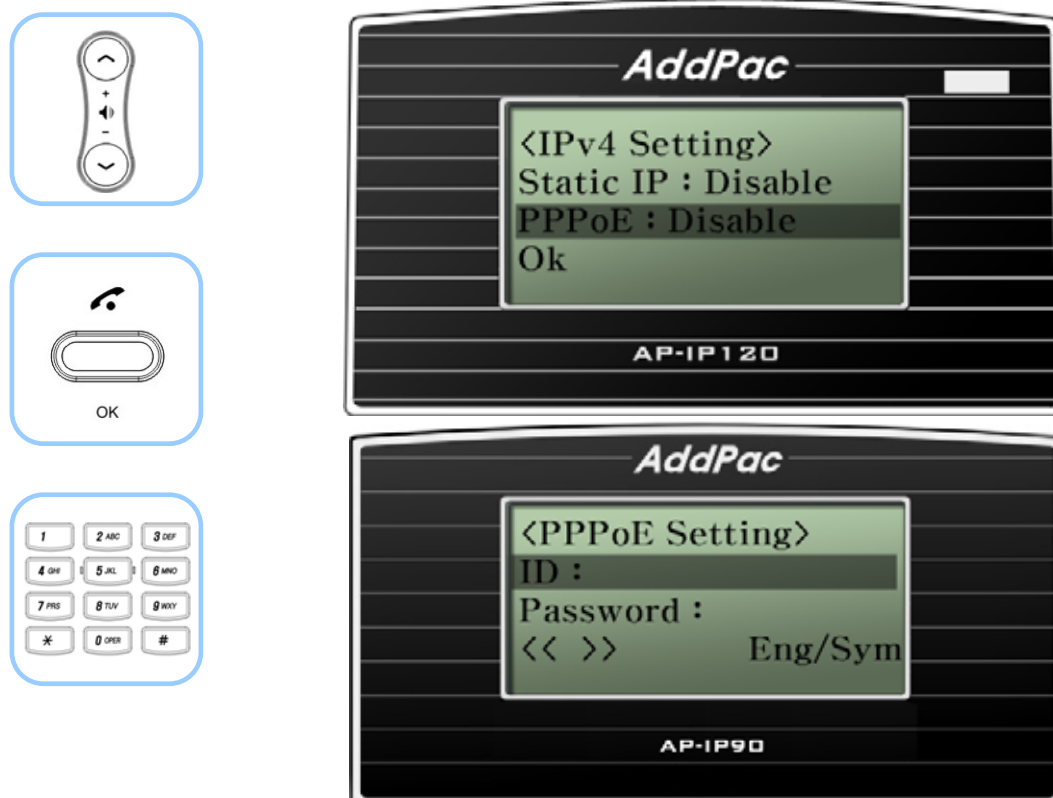 +
-
OK
1
2 ABC
3 DEF
4 GHI
5 JKL
6 MNO
7 PRS
8 TUV
9 WXY
*
0 OPER
#
AddPac
<IPv4 Setting>
Static IP : Disable
PPPoE : Disable
Ok
AP-IP120
AddPac
<PPPoE Setting>
ID :
Password :
<< >> Eng/Sym
AP-IP90